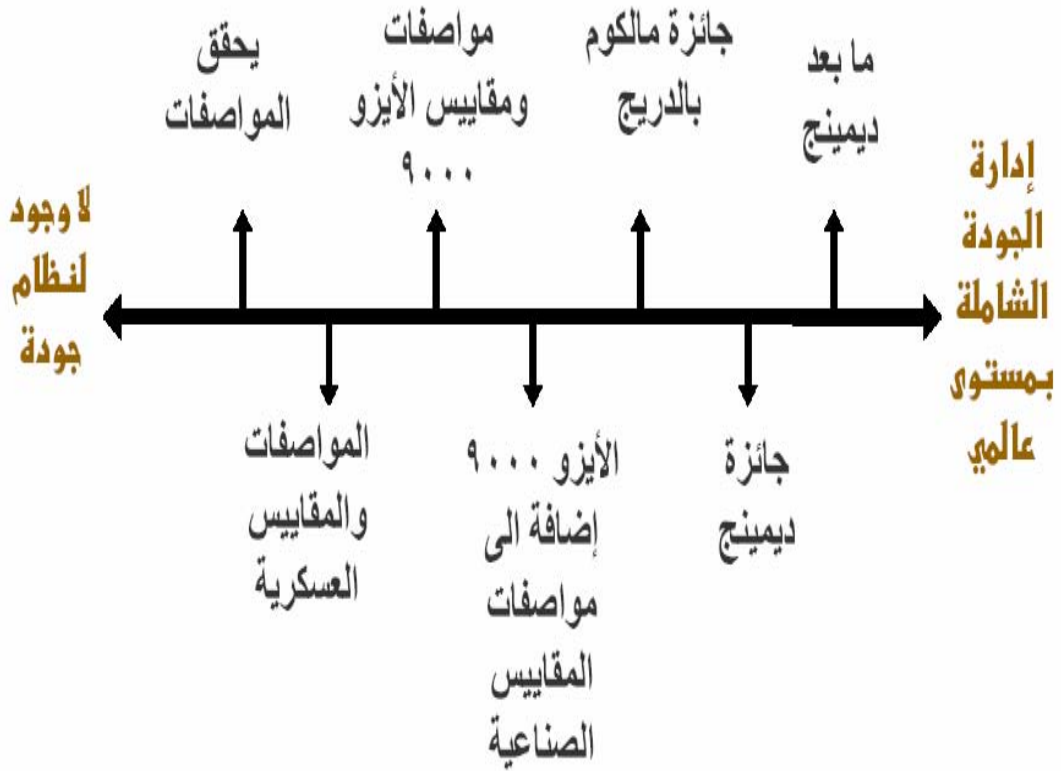 ما بعد
ديمينج
جائزة مالكوم
بالدريج
مواصفات
ومقاييس الأيزو
٩٠٠٠
يحقق
المواصفات
إدارة
الجودة
الشاملة
بمستوى
عالمي
لا وجود
لنظام
جودة
جائزة
ديمينج
الأيزو ٩٠٠٠
إضافة الى
مواصفات
المقاييس
الصناعية
المواصفات
والمقاييس
العسكرية